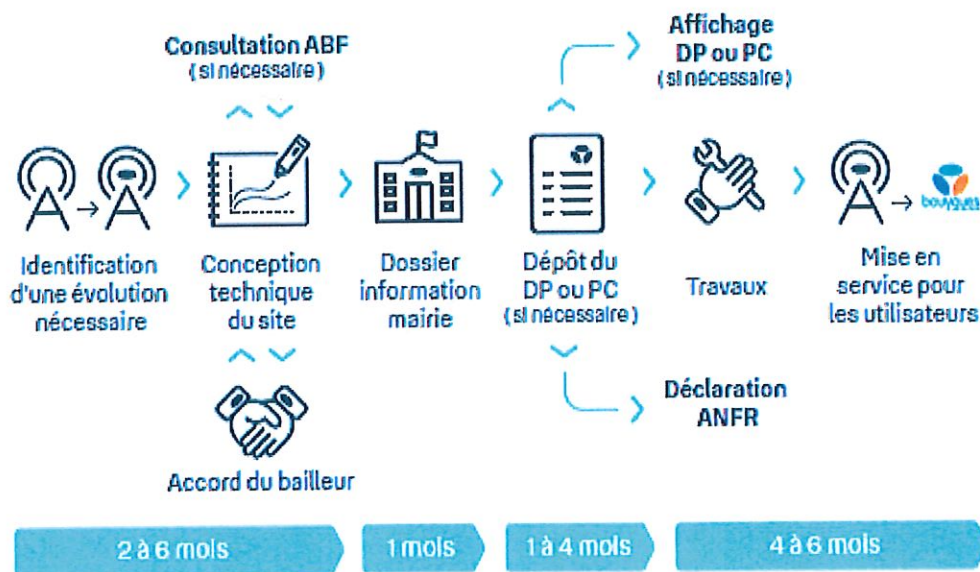 Consultation ABF
(si nécessaire)
Affichage
DP ou PC
(si nécessaire)
bouygues
Identification
d'une évolution
nécessaire
Conception
technique
du site
Dossier
information
mairie
Dépôt du
DP ou PC
(si nécessaire)
Travaux
Mise en
service pour
les utilisateurs
Déclaration
ANFR
Accord du bailleur
2 à 6 mois
1 mois
1 à 4 mois
4 à 6 mois